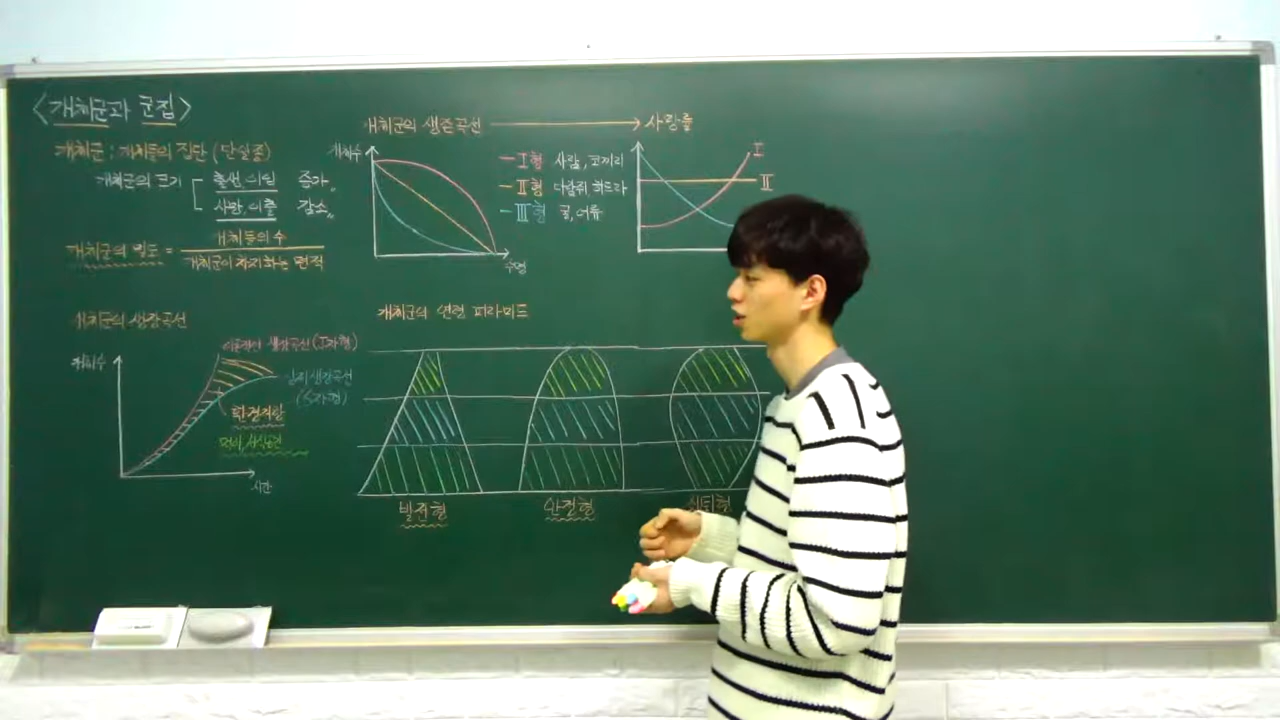 <개체군과 군집>
개체군 : 개체들의 집단 (단일종)
개체군의 크기
출생, 이입 증가
사망, 이출 감소
개체군의 밀도 = 개체들의 수
개체군이 차지하는 면적
개체군의 생존곡선 → 사망률
개체수
수명
Ⅰ형 사람, 코끼리
Ⅱ형 다람쥐, 히드라
Ⅲ형 굴, 어류
Ⅰ
Ⅱ
개체군의 생장곡선
개체수
이론적인 생장곡선 (J자형)
실제 생장곡선
(S자형)
환경저항
먹이, 서식공간
시간
개체군의 연령 피라미드
발전형
안정형
쇠퇴형